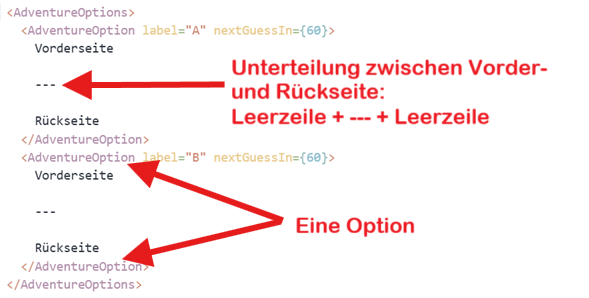 <AdventureOptions>
<AdventureOption label="A" nextGuessIn={60}>
Vorderseite
---
Rückseite
</AdventureOption>
<AdventureOption label="B" nextGuessIn={60}>
Vorderseite
---
Rückseite
</AdventureOption>
</AdventureOptions>
Unterteilung zwischen Vorder-
und Rückseite:
Leerzeile + --- + Leerzeile
Eine Option